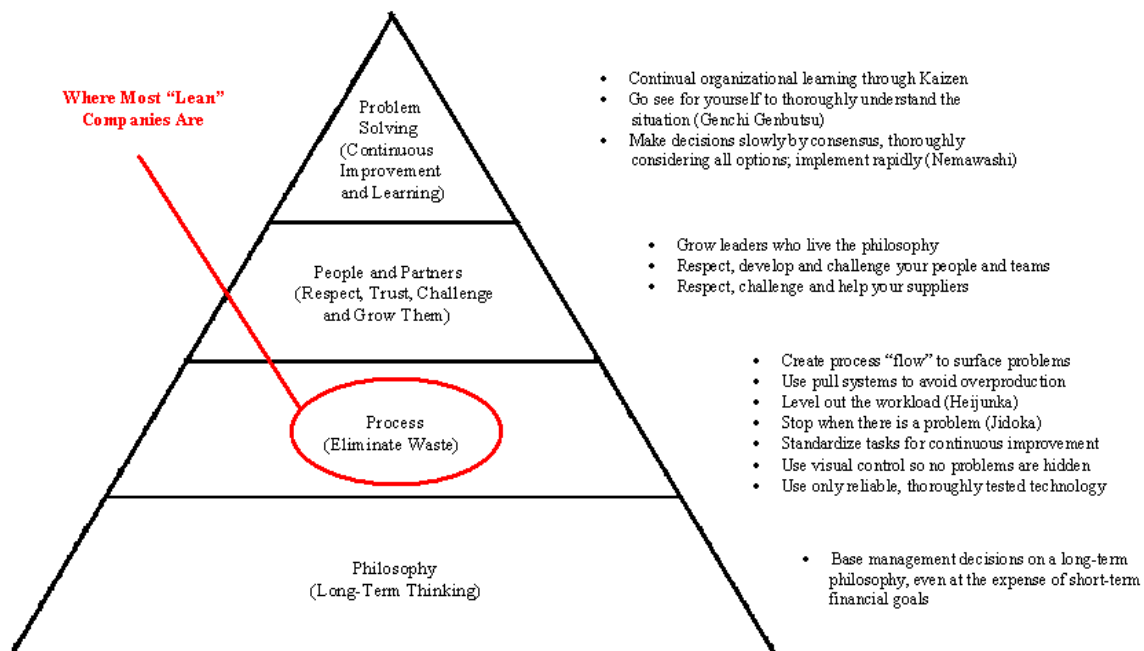 Where Most “Lean”
Companies Are
Problem
Solving
(Continuous
Improvement
and Learning)
• Continual organizational learning through Kaizen
• Go see for yourself to thoroughly understand the
situation (Genchi Genbutsu)
• Make decisions slowly by consensus, thoroughly
considering all options; implement rapidly (Nemawashi)
People and Partners
(Respect, Trust, Challenge
and Grow Them)
• Grow leaders who live the philosophy
• Respect, develop and challenge your people and teams
• Respect, challenge and help your suppliers
Process
(Eliminate Waste)
• Create process “flow” to surface problems
• Use pull systems to avoid overproduction
• Level out the workload (Heijunka)
• Stop when there is a problem (Jidoka)
• Standardize tasks for continuous improvement
• Use visual control so no problems are hidden
• Use only reliable, thoroughly tested technology
Philosophy
(Long-Term Thinking)
• Base management decisions on a long-term
philosophy, even at the expense of short-term
financial goals